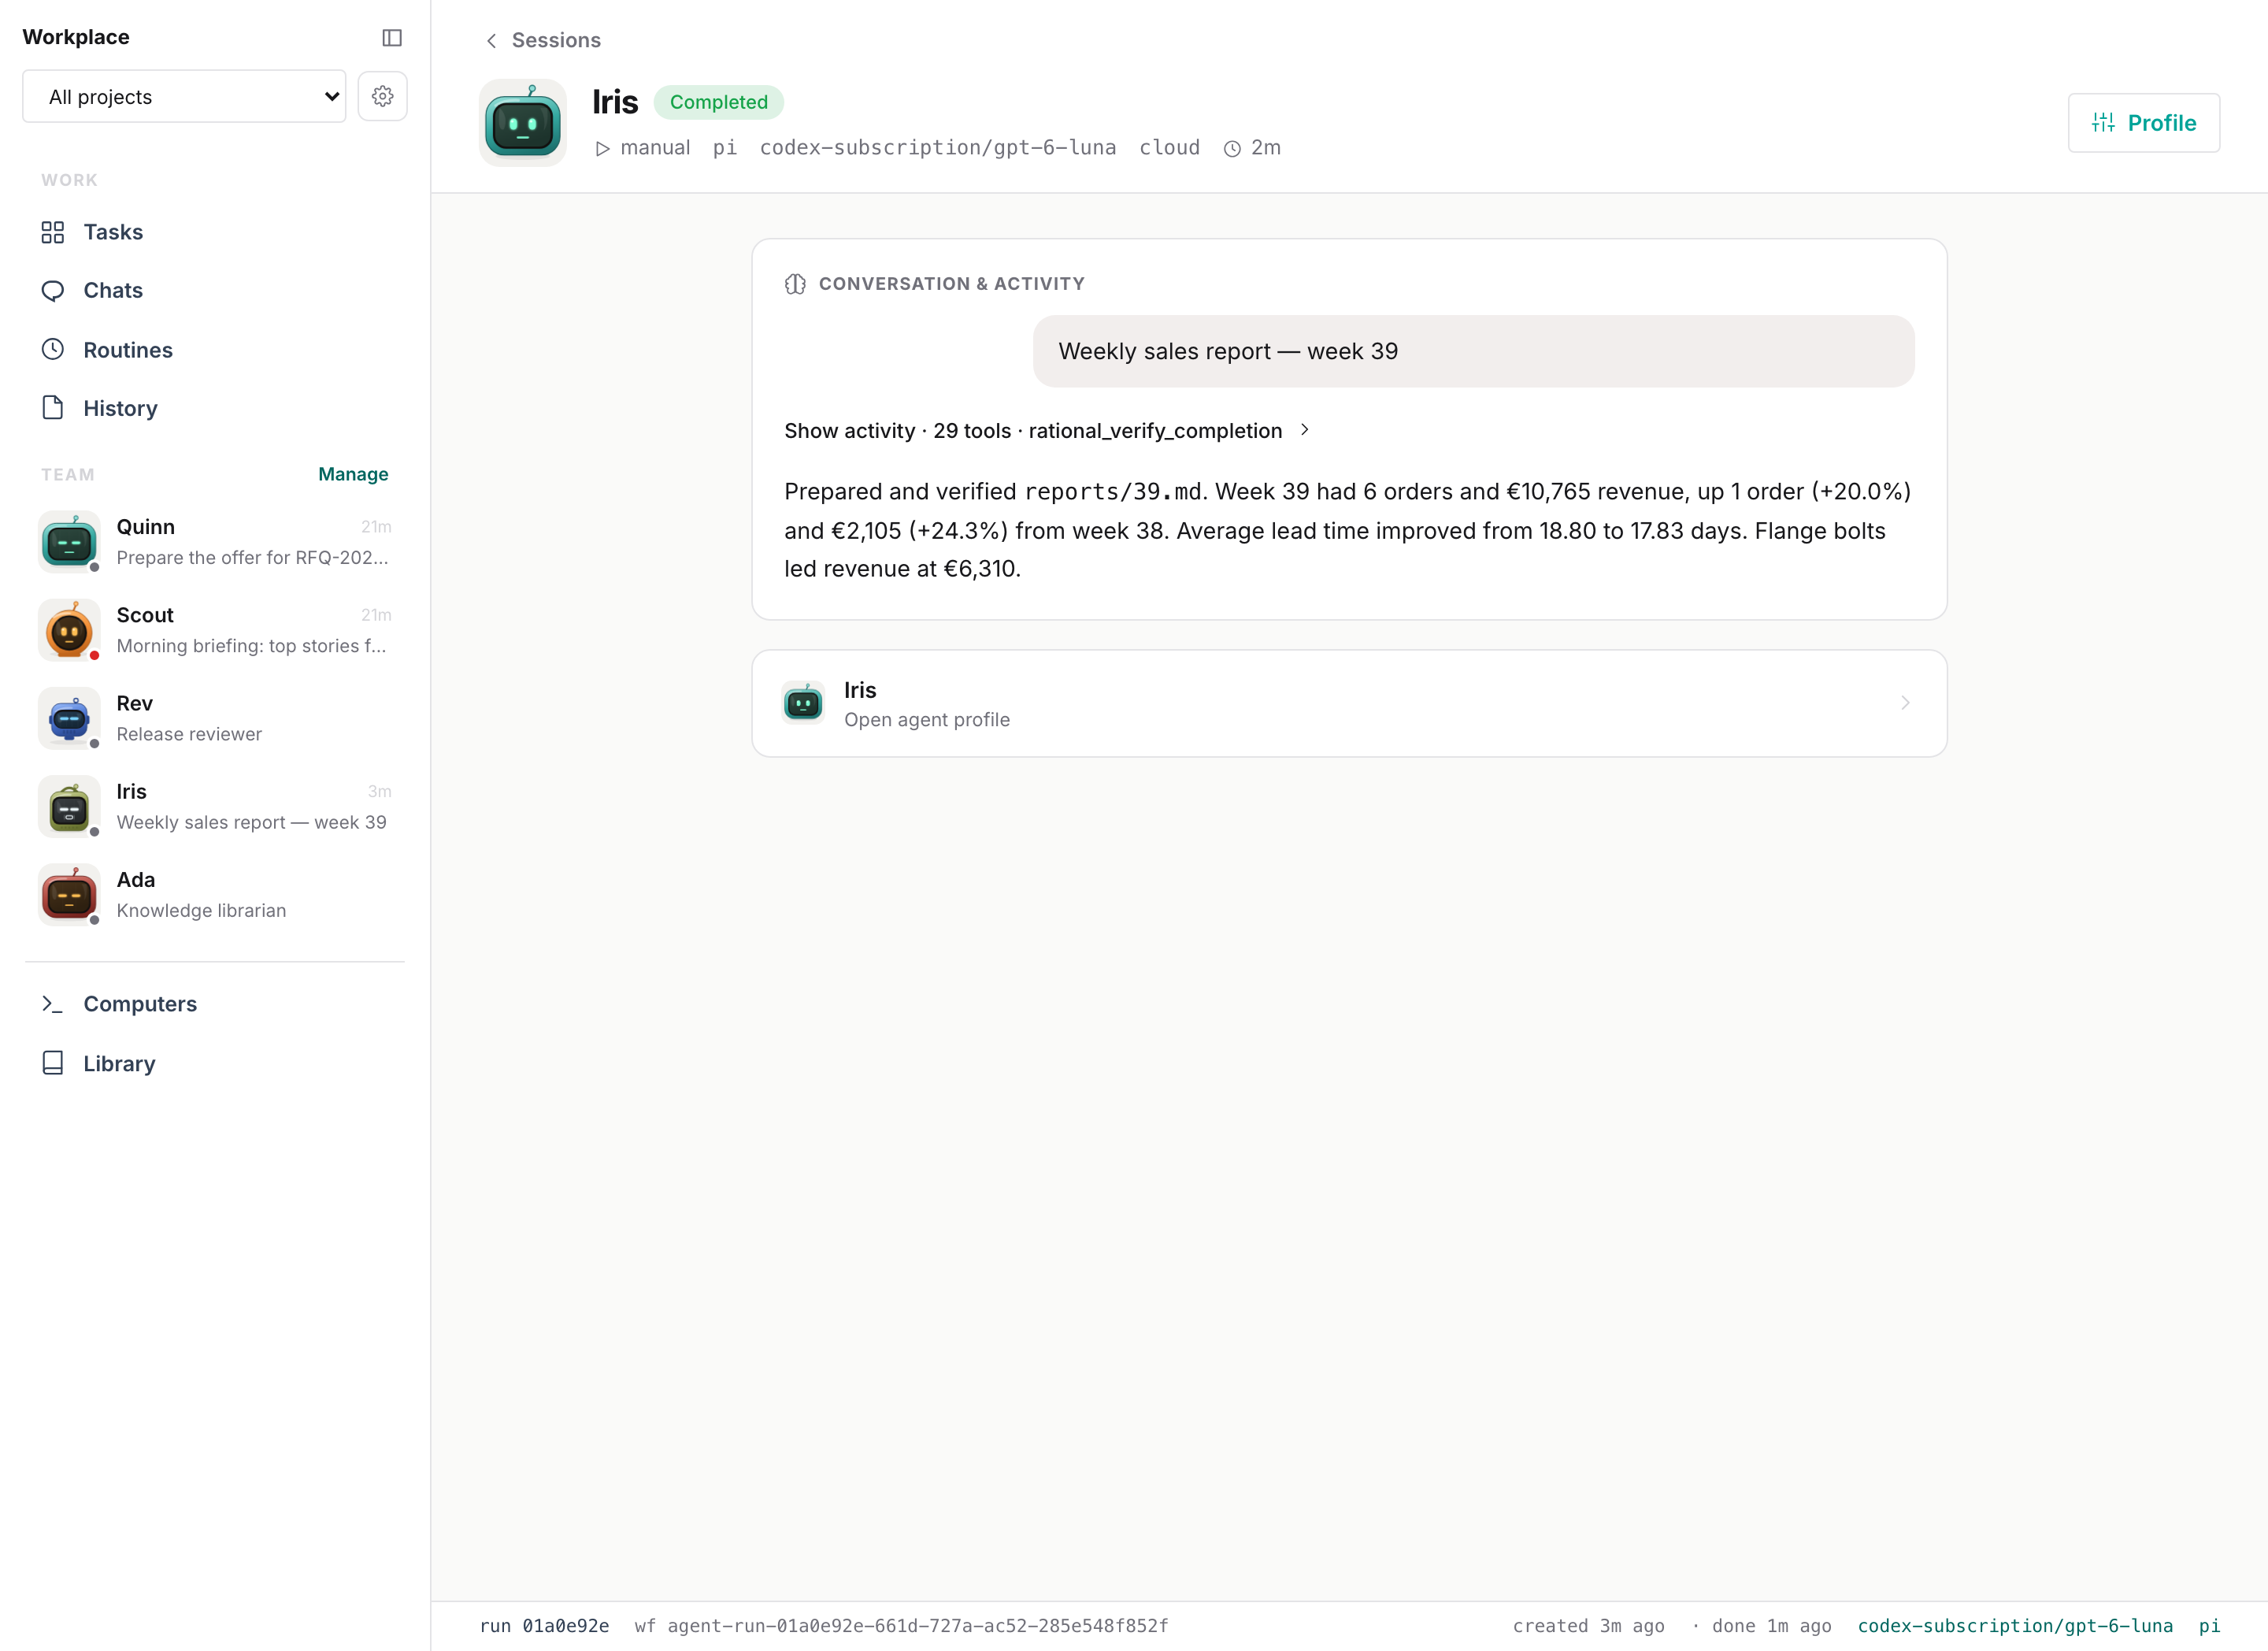 Workplace
All projects
WORK
Tasks
Chats
Routines
History
TEAM
Manage
Quinn
21m
Prepare the offer for RFQ-202...
Scout
21m
Morning briefing: top stories f...
Rev
Release reviewer
Iris
3m
Weekly sales report — week 39
Ada
Knowledge librarian
Computers
Library
Sessions
Iris
Completed
manual pi codex-subscription/gpt-6-luna cloud 2m
Profile
CONVERSATION & ACTIVITY
Weekly sales report — week 39
Show activity · 29 tools · rational_verify_completion
Prepared and verified reports/39.md. Week 39 had 6 orders and €10,765 revenue, up 1 order (+20.0%)
and €2,105 (+24.3%) from week 38. Average lead time improved from 18.80 to 17.83 days. Flange bolts
led revenue at €6,310.
Iris
Open agent profile
run 01a0e92e wf agent-run-01a0e92e-661d-727a-ac52-285e548f852f
created 3m ago · done 1m ago codex-subscription/gpt-6-luna pi